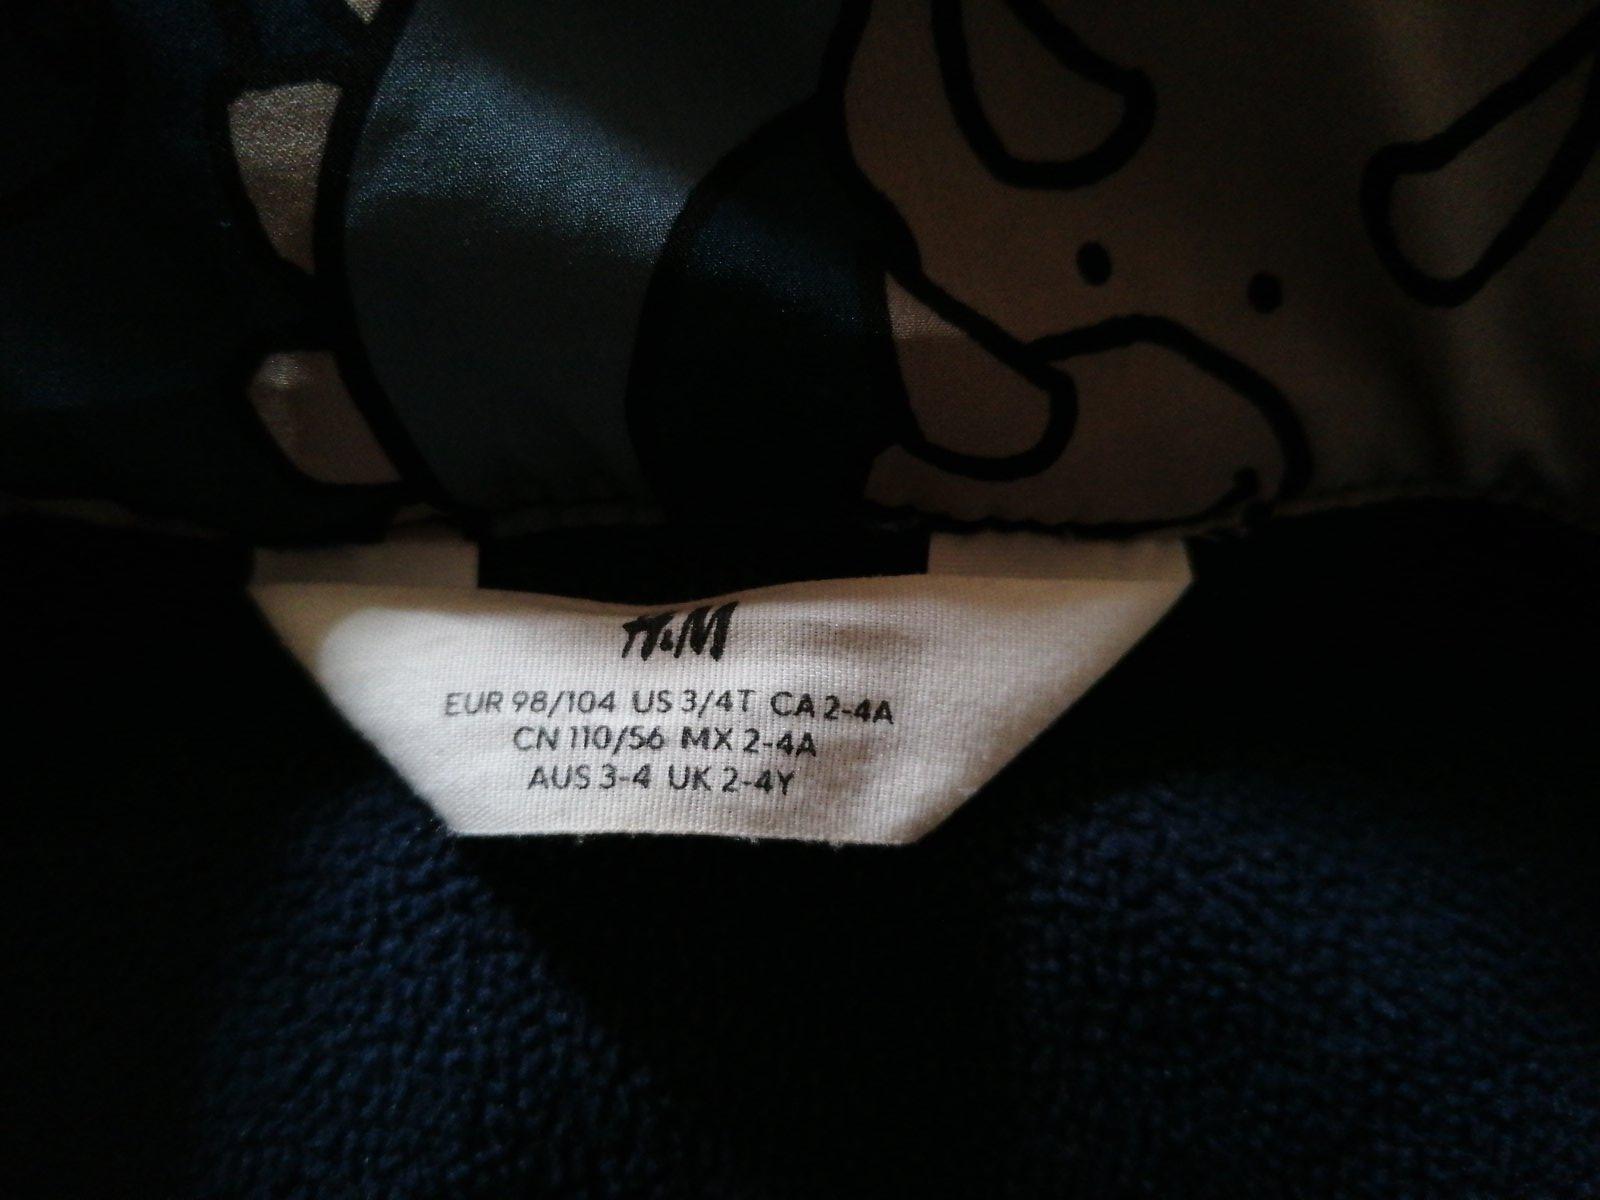 H&M
EUR 98/104 US 3/4T CA 2-4A
CN 110/56 MX 2-4A
AUS 3-4 UK 2-4Y